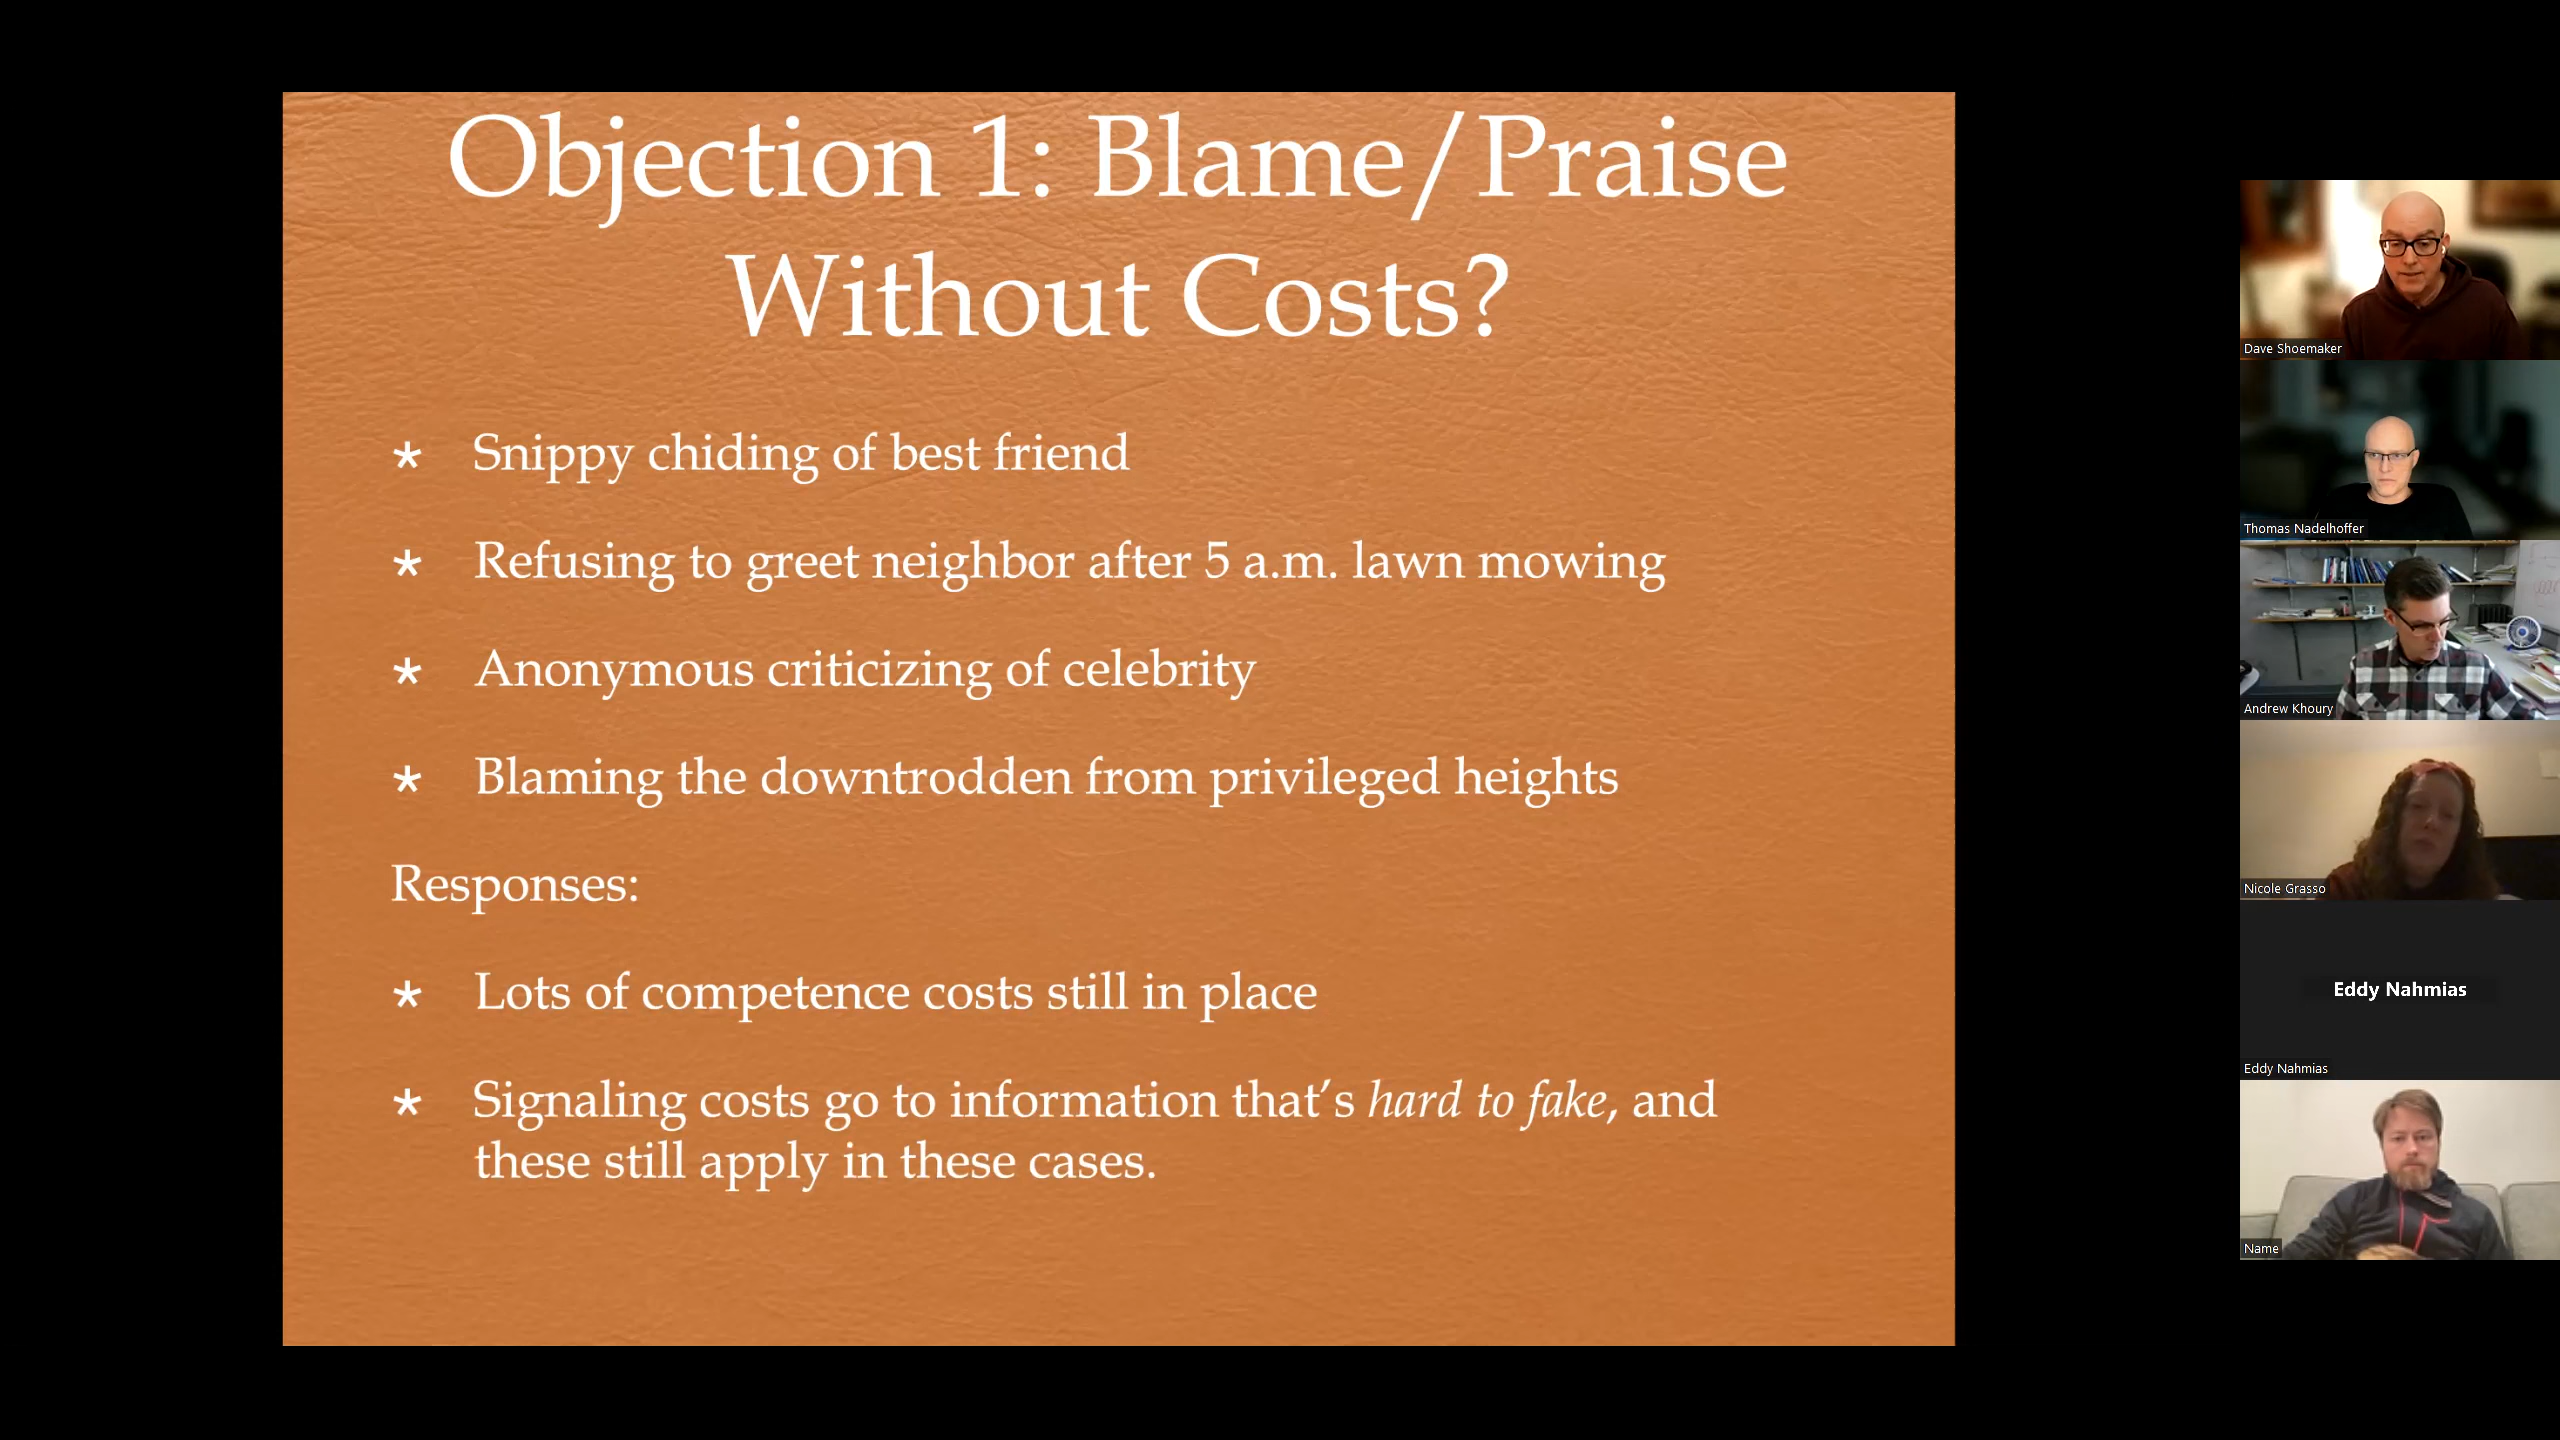 Objection 1: Blame/Praise
Without Costs?
* Snippy chiding of best friend
* Refusing to greet neighbor after 5 a.m. lawn mowing
* Anonymous criticizing of celebrity
* Blaming the downtrodden from privileged heights
Responses:
* Lots of competence costs still in place
* Signaling costs go to information that’s hard to fake, and
these still apply in these cases.
Dave Shoemaker
Thomas Nadelhoffer
Andrew Khoury
Nicole Grasso
Eddy Nahmias
Eddy Nahmias
Name